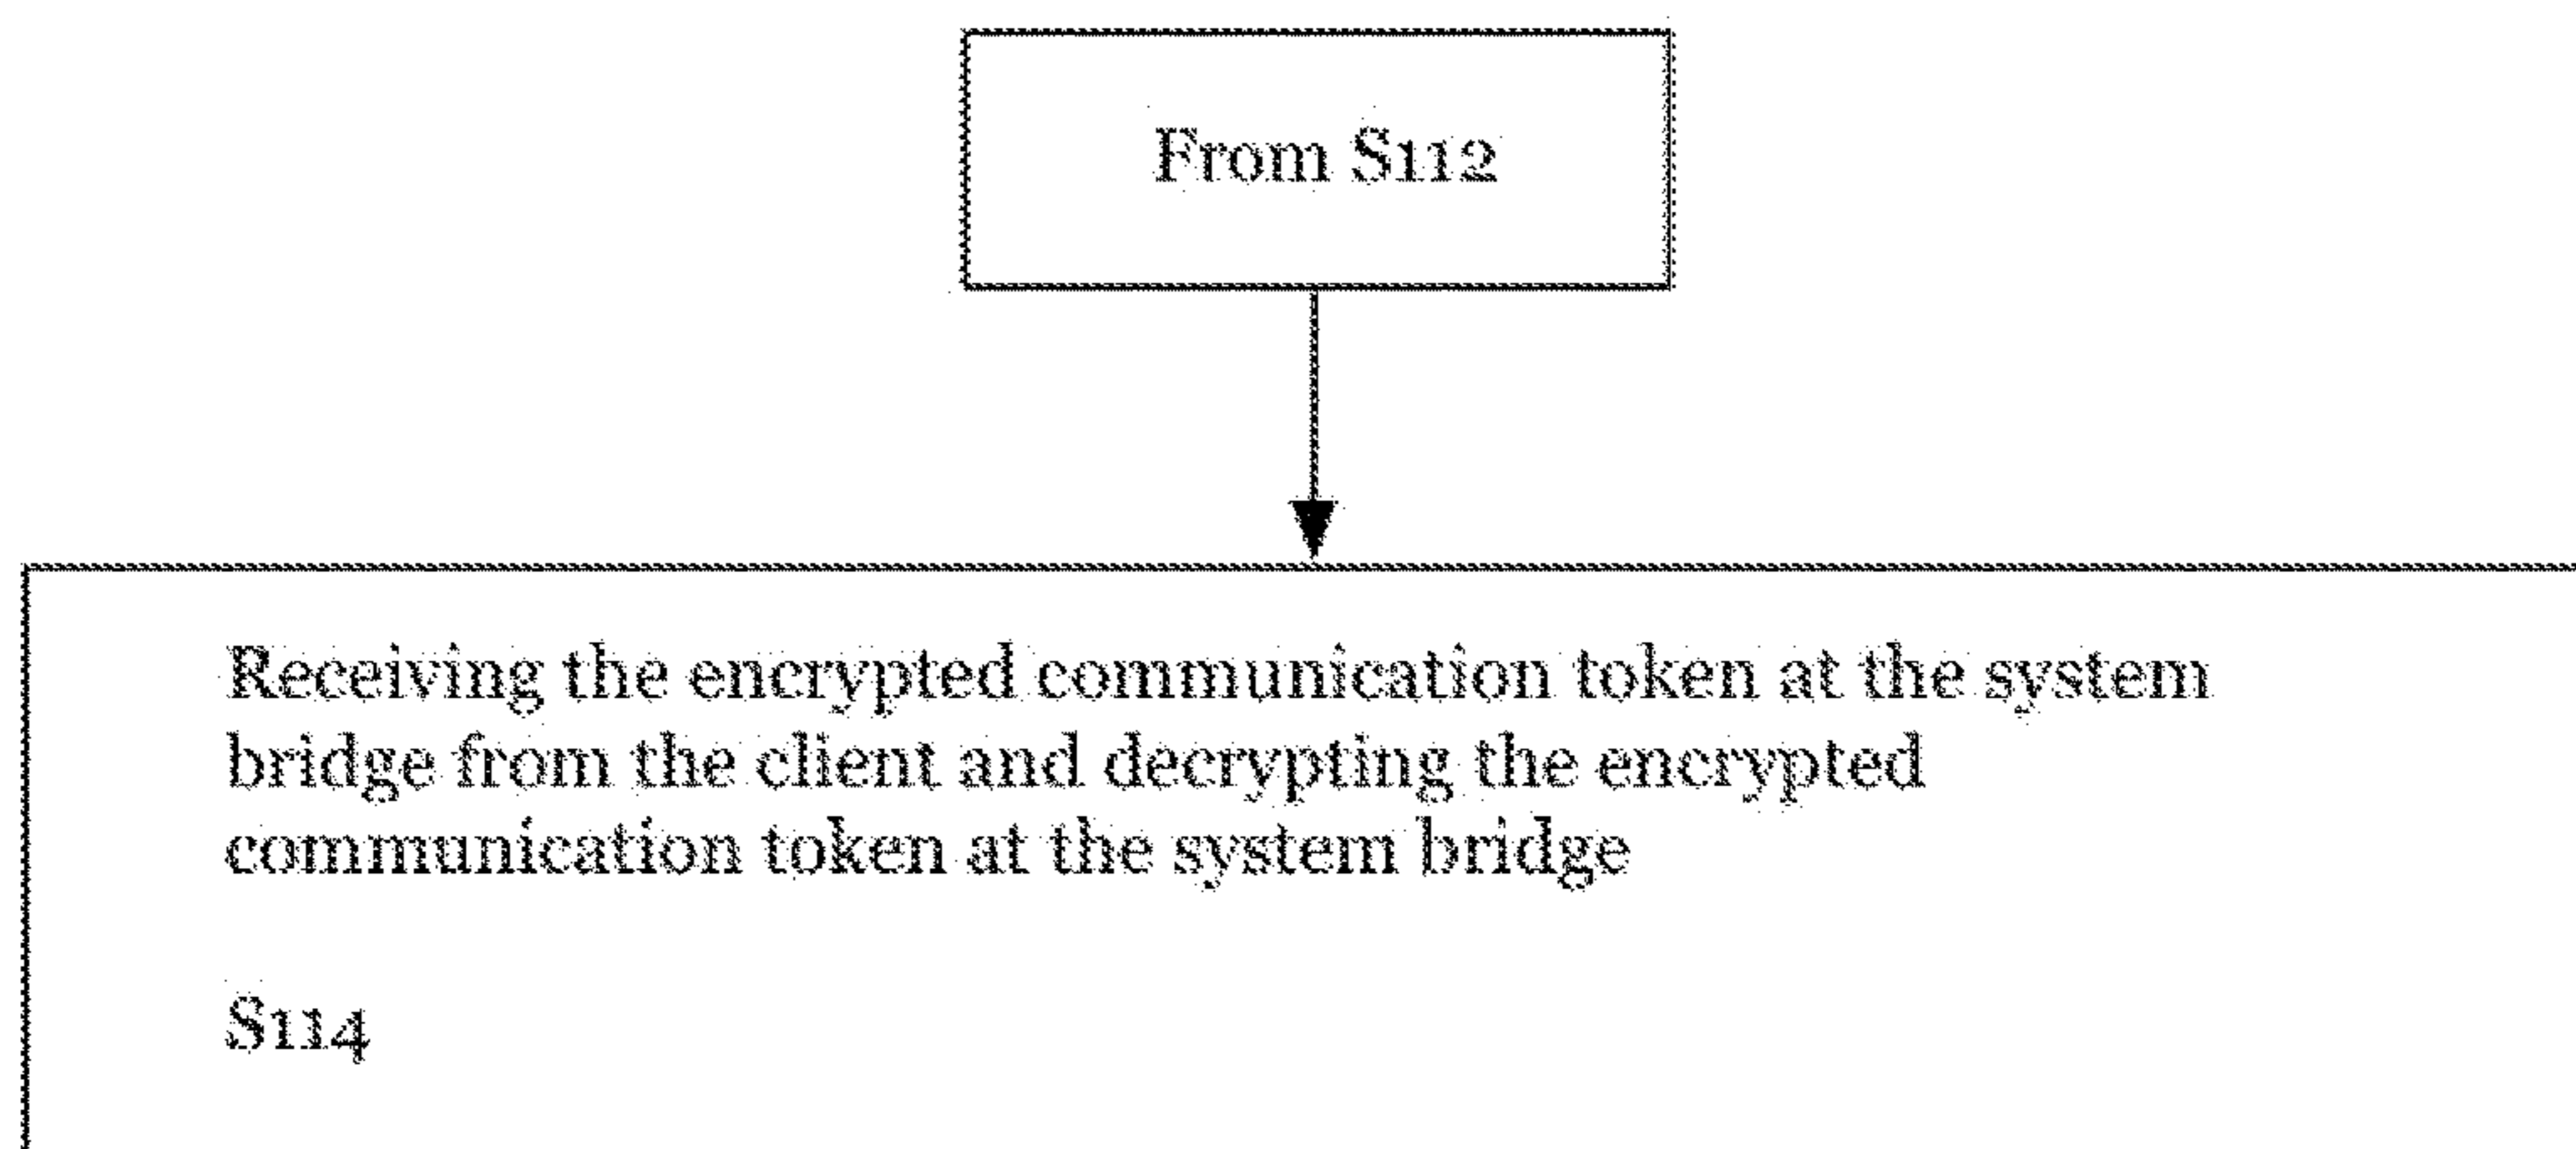 From S112
Receiving the encrypted communication token at the system
bridge from the client and decrypting the encrypted
communication token at the system bridge
S114